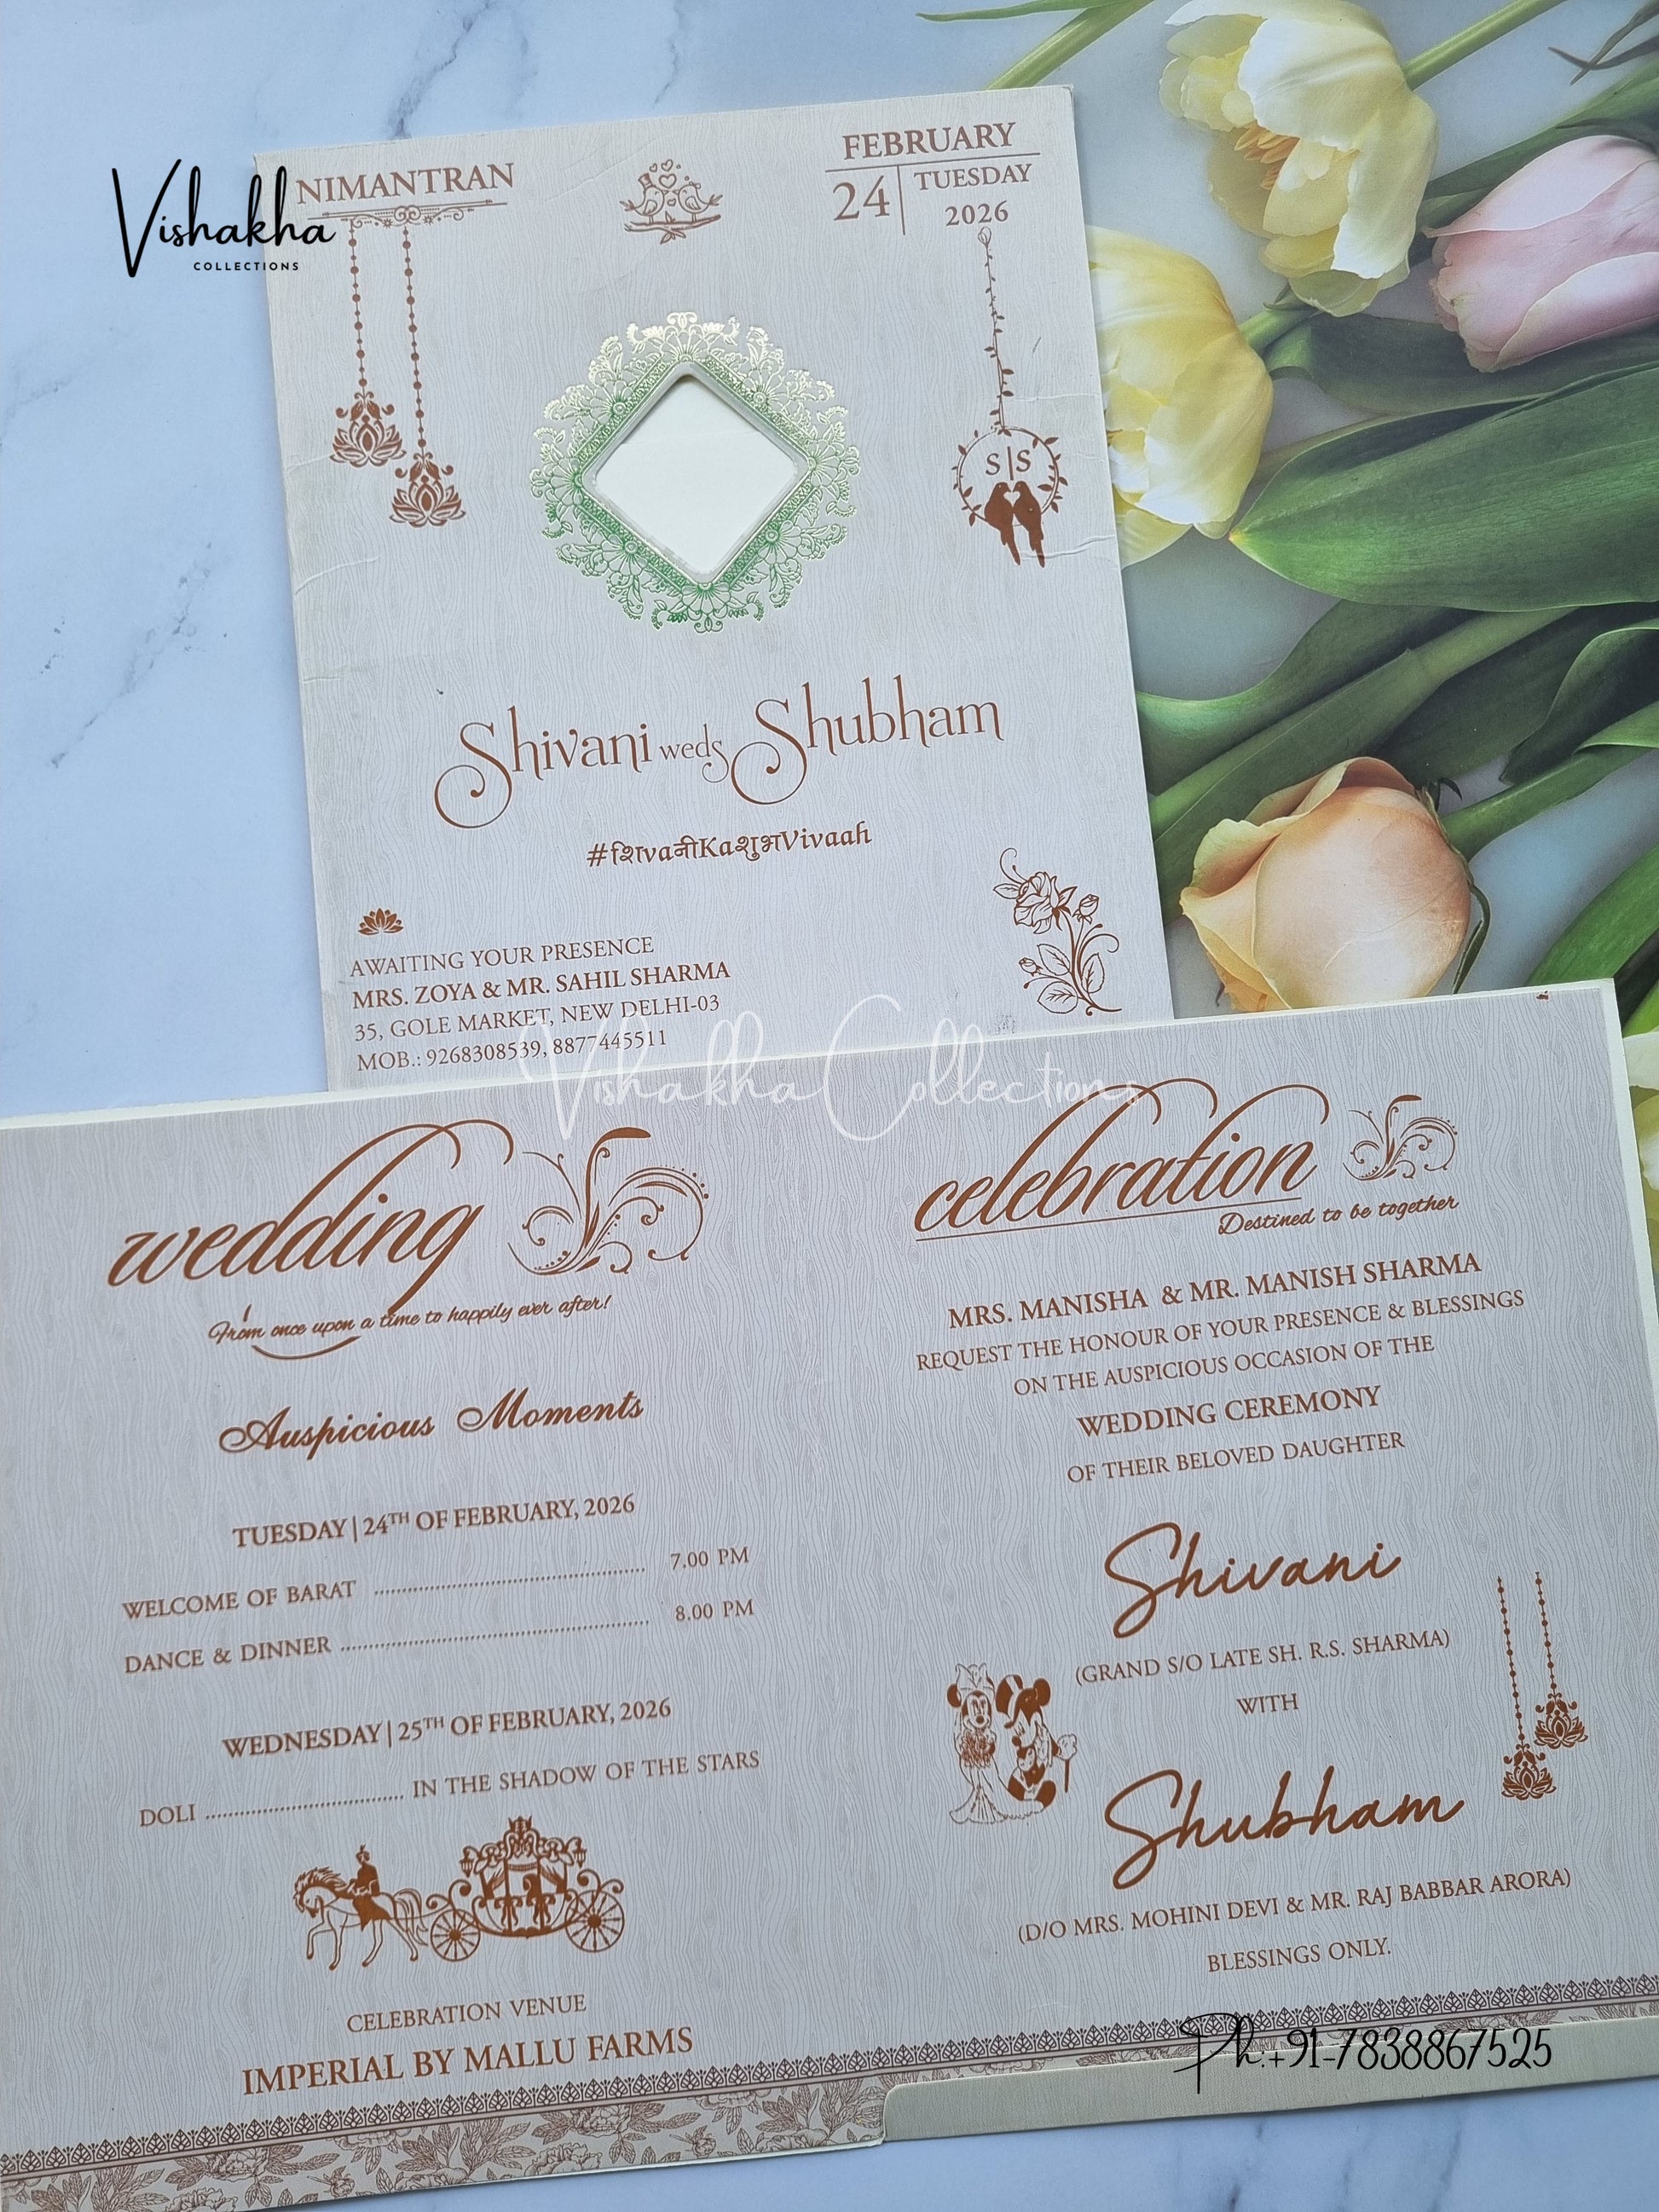 Vishakha
COLLECTIONS
NIMANTRAN
FEBRUARY
24 | TUESDAY
2026
S|S
Shivani weds Shubham
#शिvaनीKaशुभVivaah
AWAITING YOUR PRESENCE
MRS. ZOYA & MR. SAHIL SHARMA
35, GOLE MARKET, NEW DELHI-03
MOB.: 9268308539, 8877445511
Vishakha Collections
wedding
From once upon a time to happily ever after!
Auspicious Moments
TUESDAY | 24TH OF FEBRUARY, 2026
WELCOME OF BARAT ........................ 7.00 PM
DANCE & DINNER ........................ 8.00 PM
WEDNESDAY | 25TH OF FEBRUARY, 2026
DOLI ........................ IN THE SHADOW OF THE STARS
CELEBRATION VENUE
IMPERIAL BY MALLU FARMS
celebration
Destined to be together
MRS. MANISHA & MR. MANISH SHARMA
REQUEST THE HONOUR OF YOUR PRESENCE & BLESSINGS
ON THE AUSPICIOUS OCCASION OF THE
WEDDING CEREMONY
OF THEIR BELOVED DAUGHTER
Shivani
(GRAND S/O LATE SH. R.S. SHARMA)
WITH
Shubham
(D/O MRS. MOHINI DEVI & MR. RAJ BABBAR ARORA)
BLESSINGS ONLY.
Ph.:+91-7838867525